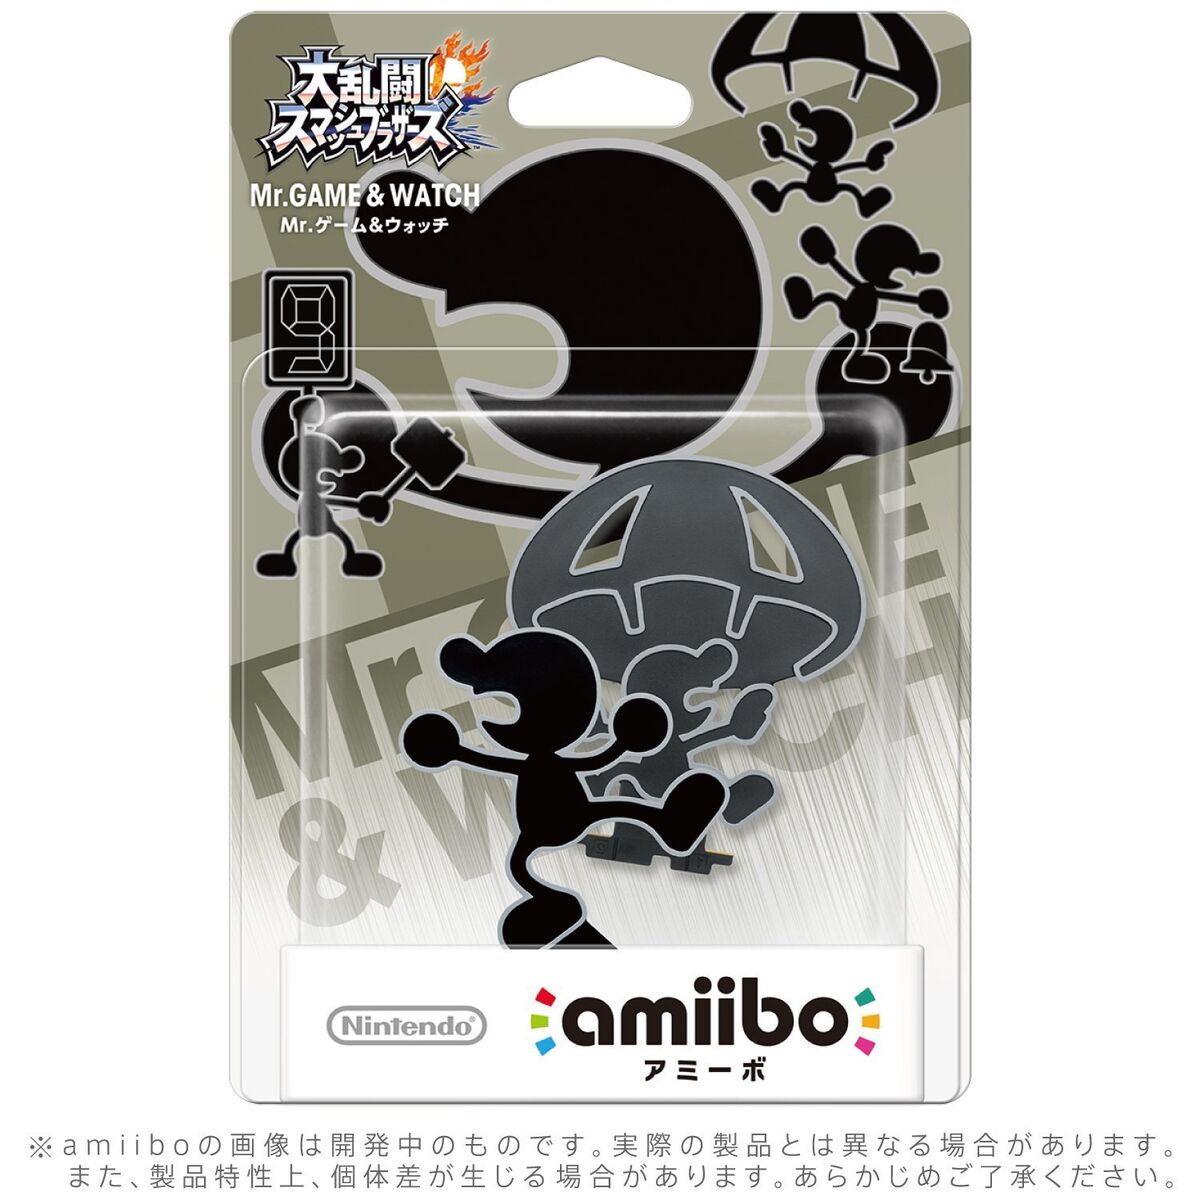 大乱闘
スマッシュブラザーズ
™
Mr.GAME & WATCH
Mr.ゲーム&ウォッチ
9
Mr. GAME
& WATCH
Nintendo®
amiibo
アミーボ
※amiiboの画像は開発中のものです。実際の製品とは異なる場合があります。
また、製品特性上、個体差が生じる場合があります。あらかじめご了承ください。